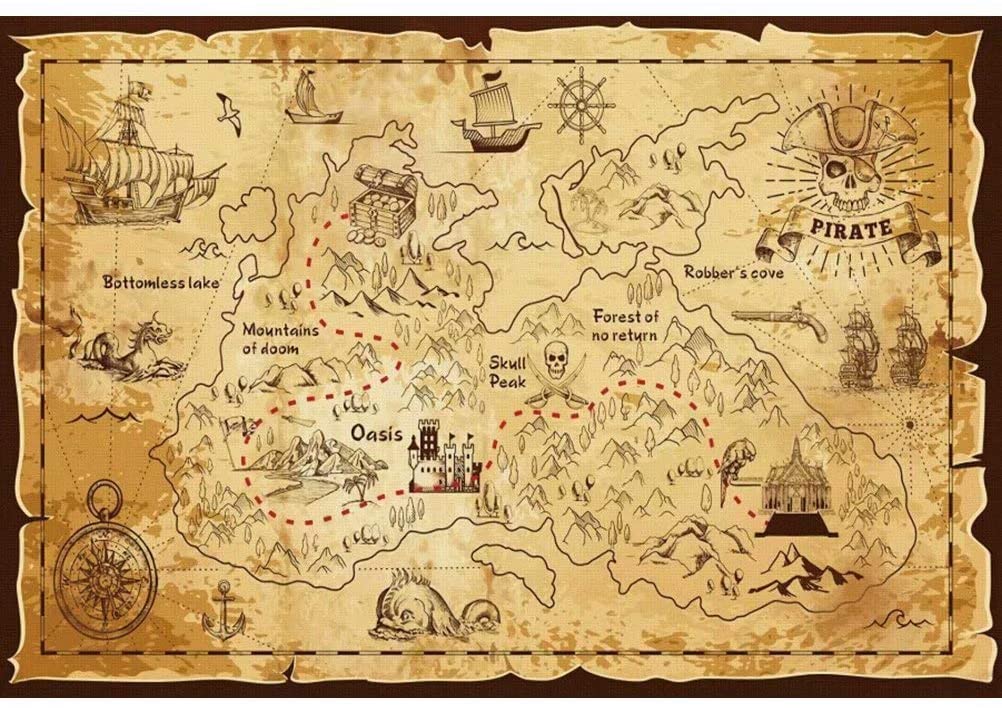 PIRATE
Bottomless lake
Robber's cove
Mountains
of doom
Forest of
no return
Skull
Peak
Oasis